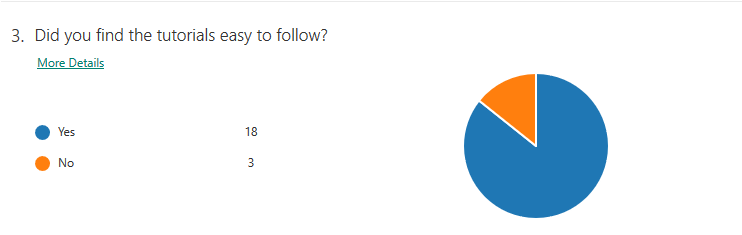 3. Did you find the tutorials easy to follow?
More Details
Yes 18
No 3